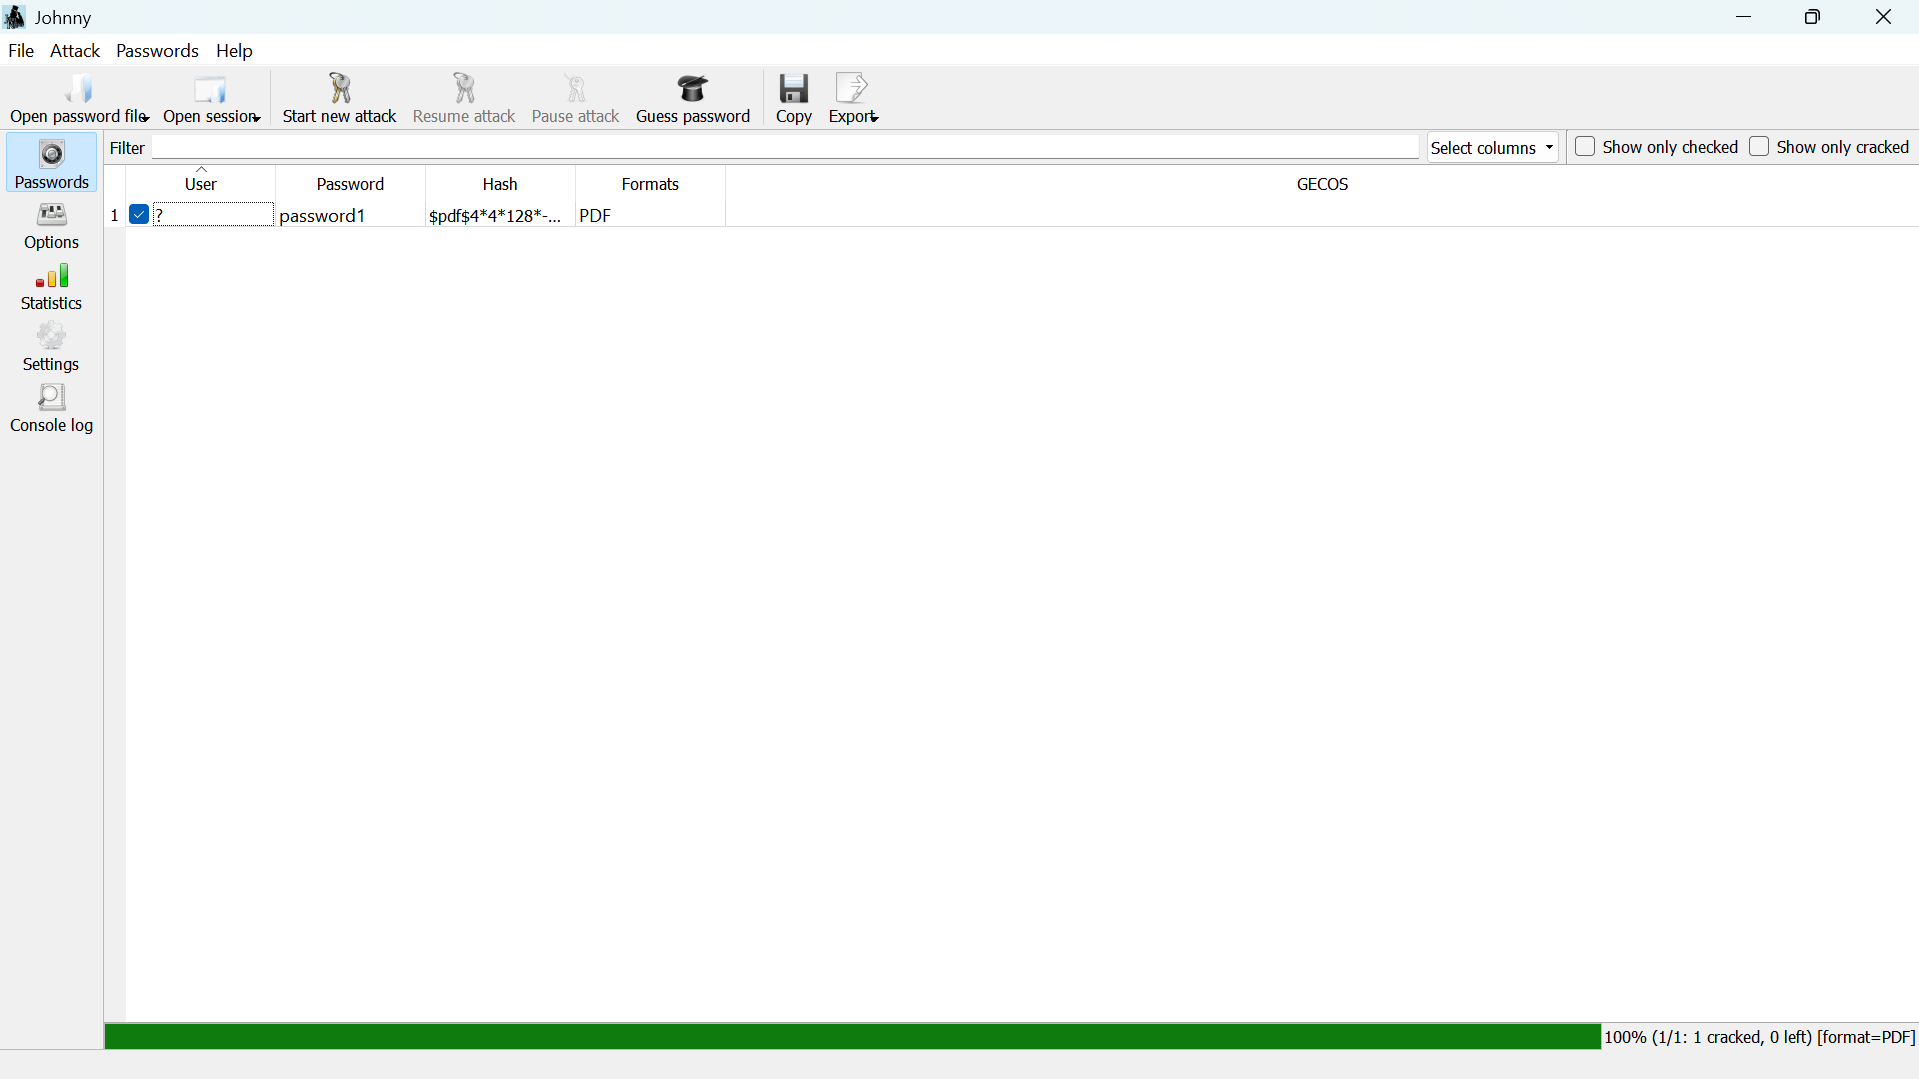 Johnny
File Attack Passwords Help
Open password file Open session Start new attack Resume attack Pause attack Guess password Copy Export
Filter Select columns Show only checked Show only cracked
Passwords
Options
Statistics
Settings
Console log
User Password Hash Formats GECOS
1 ? password1 $pdf$4*4*128*-... PDF
100% (1/1: 1 cracked, 0 left) [format=PDF]